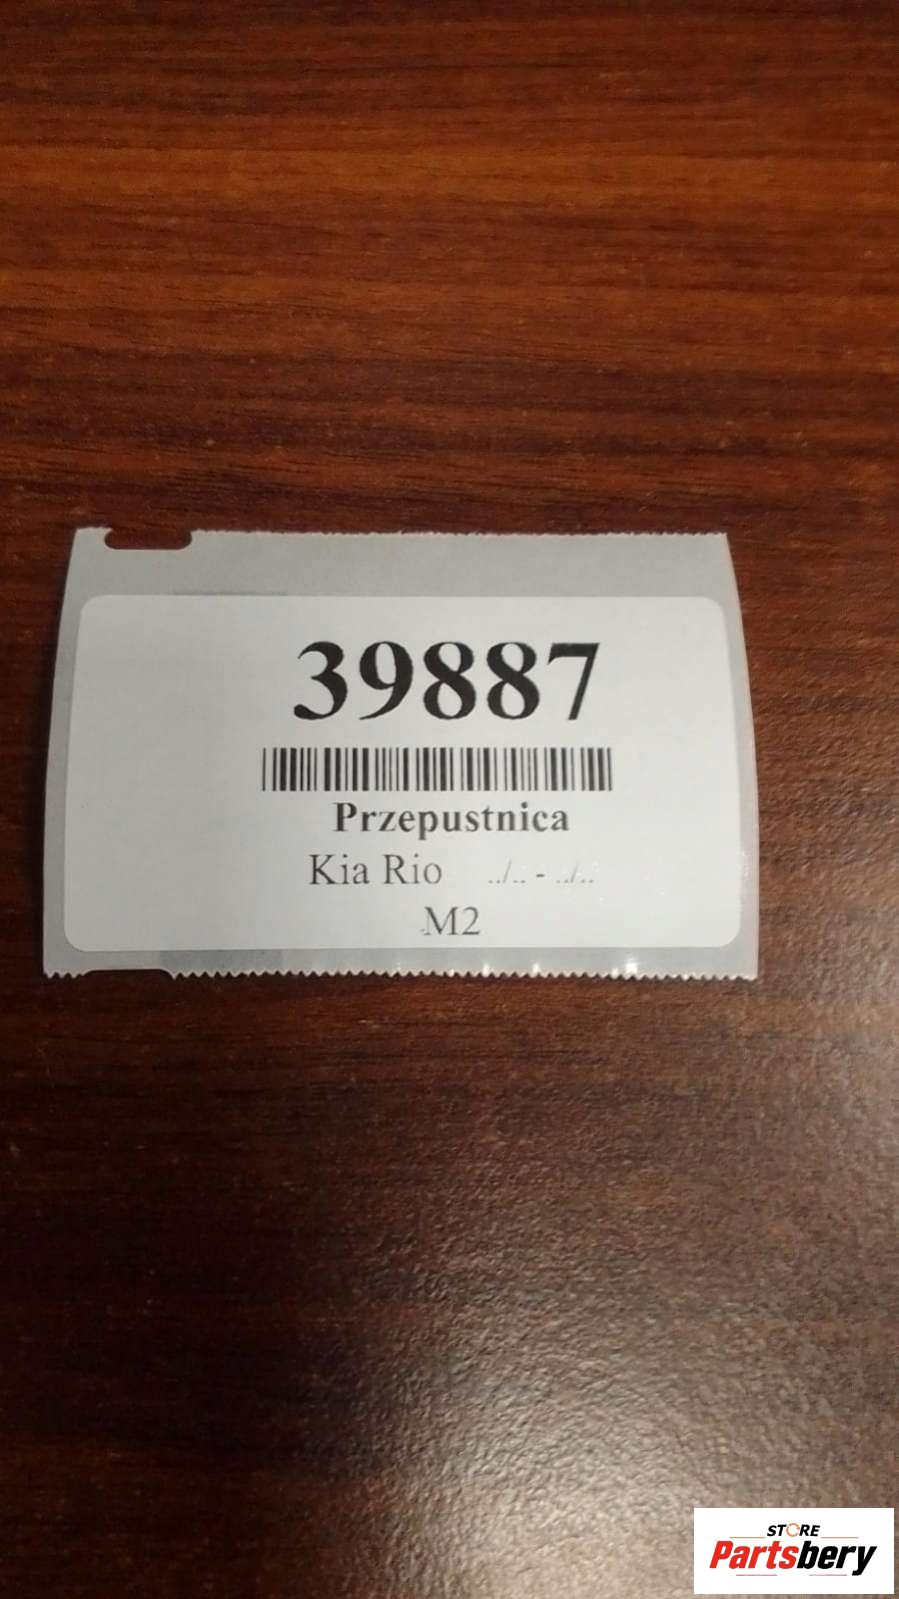 39887
Przepustnica
Kia Rio ../.. - ../..
M2
STORE
Partsbery